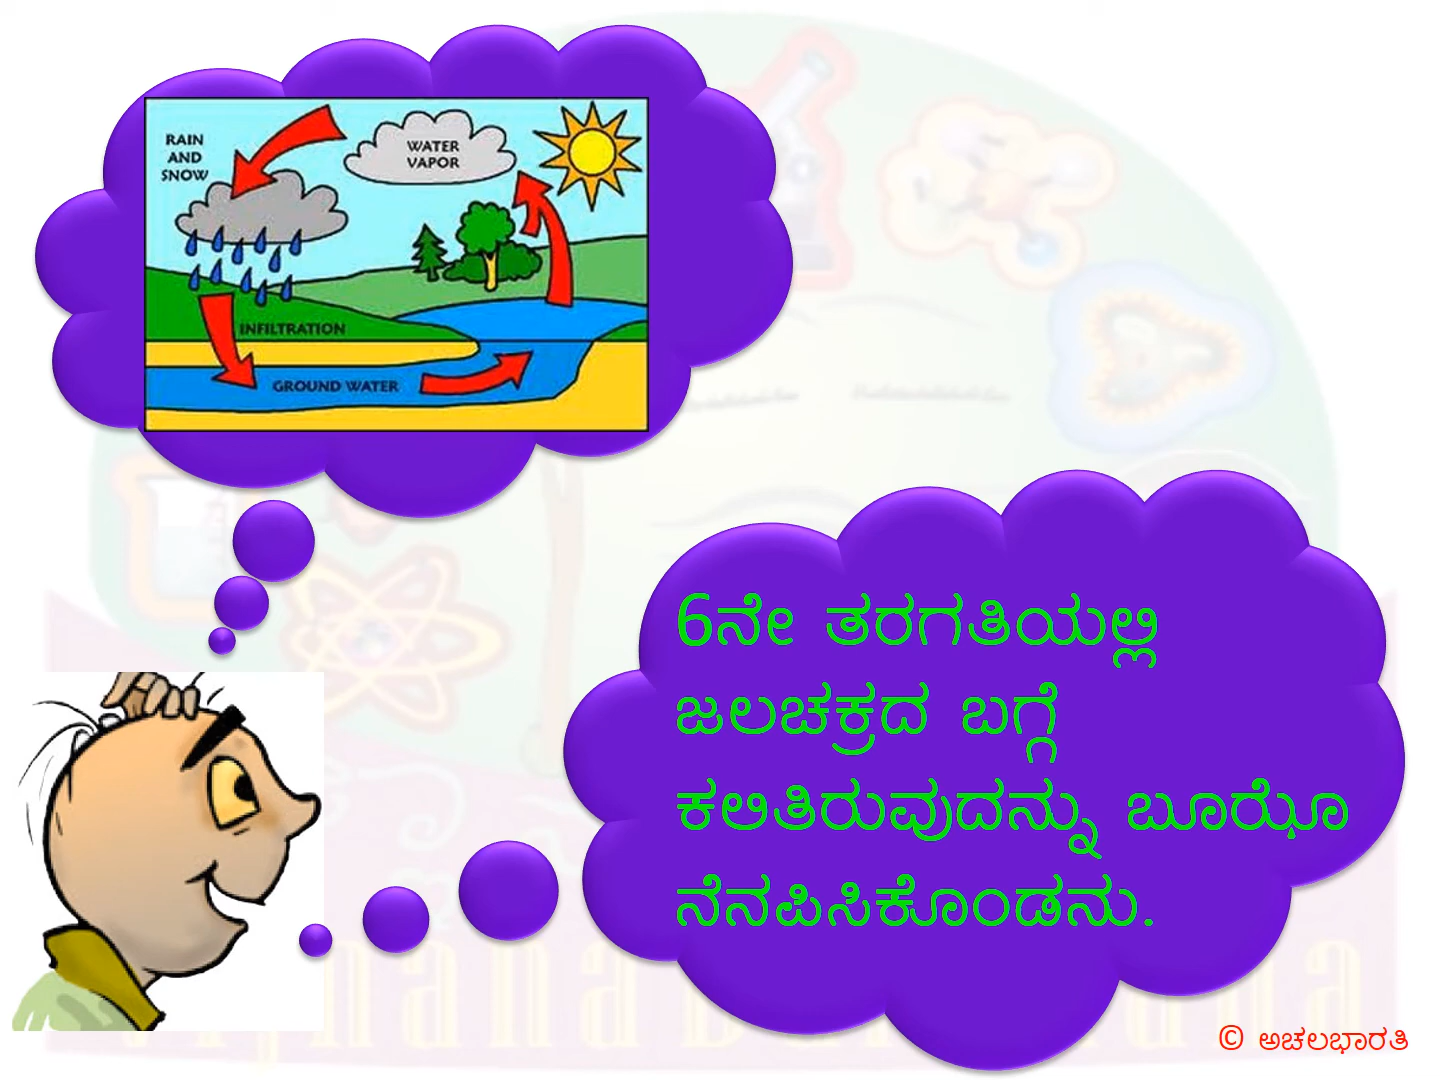 RAIN
AND
SNOW
WATER
VAPOR
INFILTRATION
GROUND WATER
6ನೇ ತರಗತಿಯಲ್ಲಿ
ಜಲಚಕ್ರದ ಬಗ್ಗೆ
ಕಲಿತಿರುವುದನ್ನು ಬೂಝೊ
ನೆನಪಿಸಿಕೊಂಡನು.
© ಅಚಲಭಾರತಿ